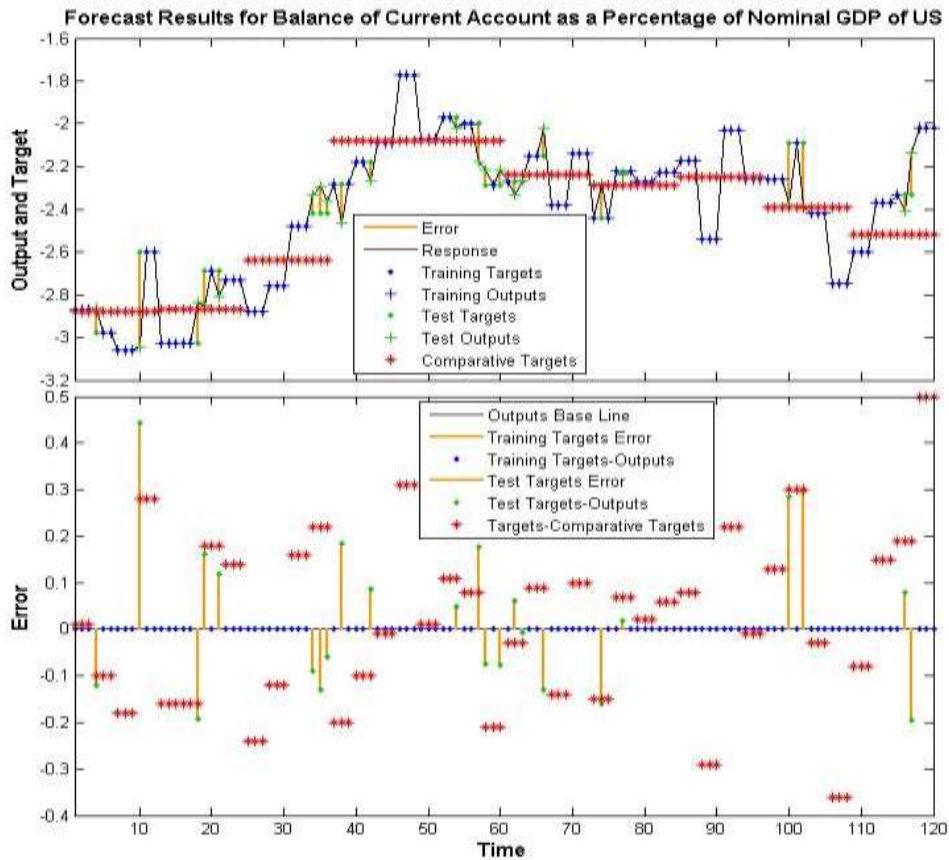 Forecast Results for Balance of Current Account as a Percentage of Nominal GDP of US
Output and Target
-1.6
-1.8
-2
-2.2
-2.4
-2.6
-2.8
-3
-3.2
Error
Response
Training Targets
Training Outputs
Test Targets
Test Outputs
Comparative Targets
Error
0.5
0.4
0.3
0.2
0.1
0
-0.1
-0.2
-0.3
-0.4
Outputs Base Line
Training Targets Error
Training Targets-Outputs
Test Targets Error
Test Targets-Outputs
Targets-Comparative Targets
10 20 30 40 50 60 70 80 90 100 110 120
Time